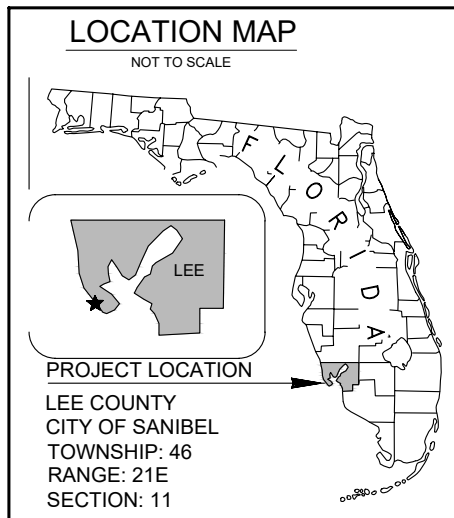 LOCATION MAP
NOT TO SCALE
FLORIDA
LEE
PROJECT LOCATION
LEE COUNTY
CITY OF SANIBEL
TOWNSHIP: 46
RANGE: 21E
SECTION: 11